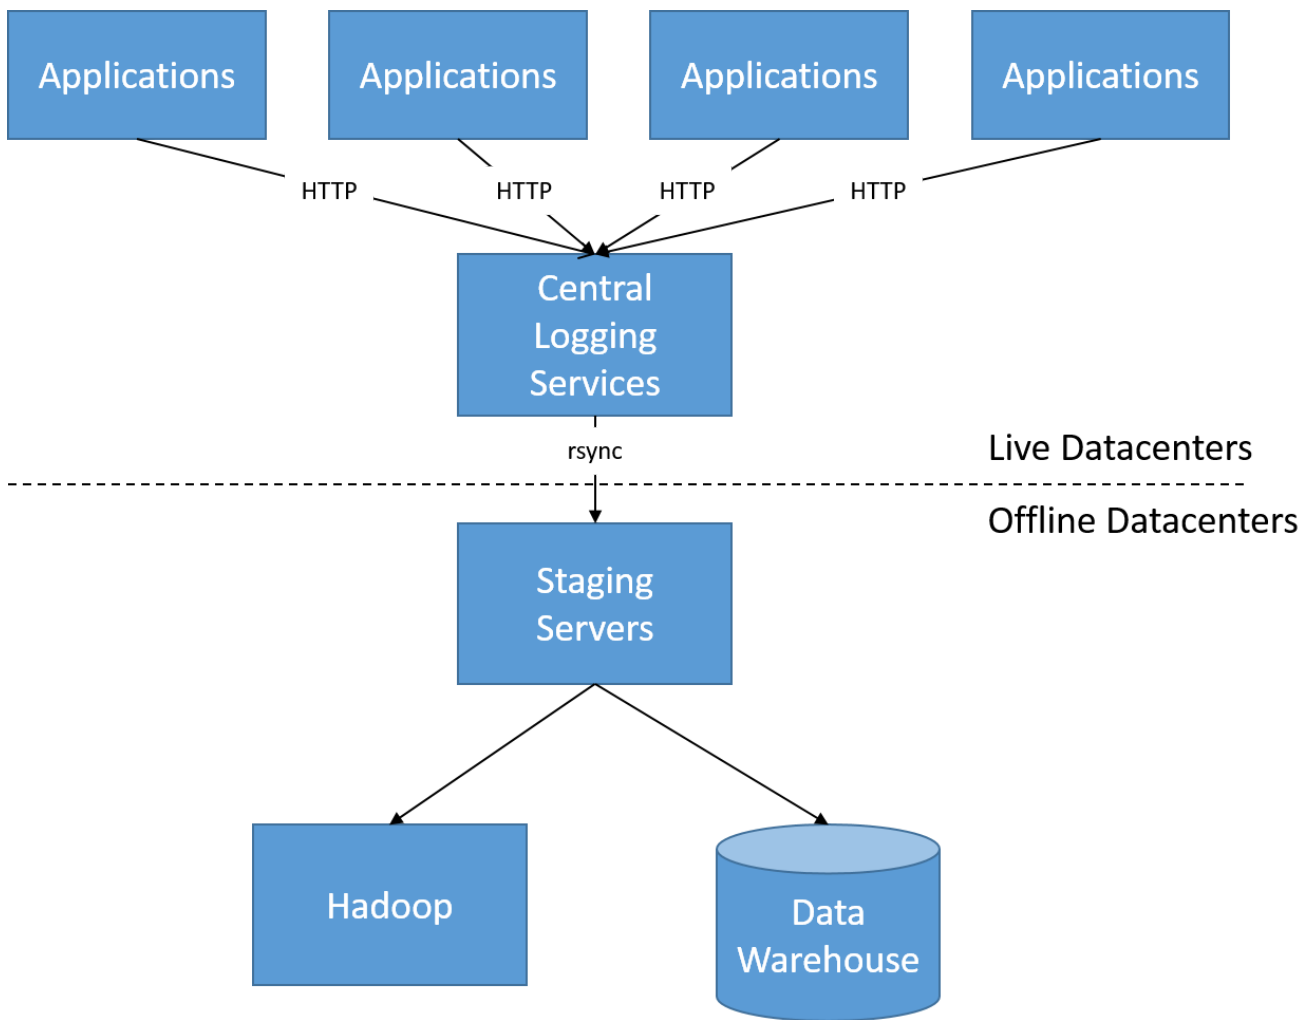 Applications
Applications
Applications
Applications
HTTP
HTTP
HTTP
HTTP
Central
Logging
Services
rsync
Live Datacenters
Offline Datacenters
Staging
Servers
Hadoop
Data
Warehouse